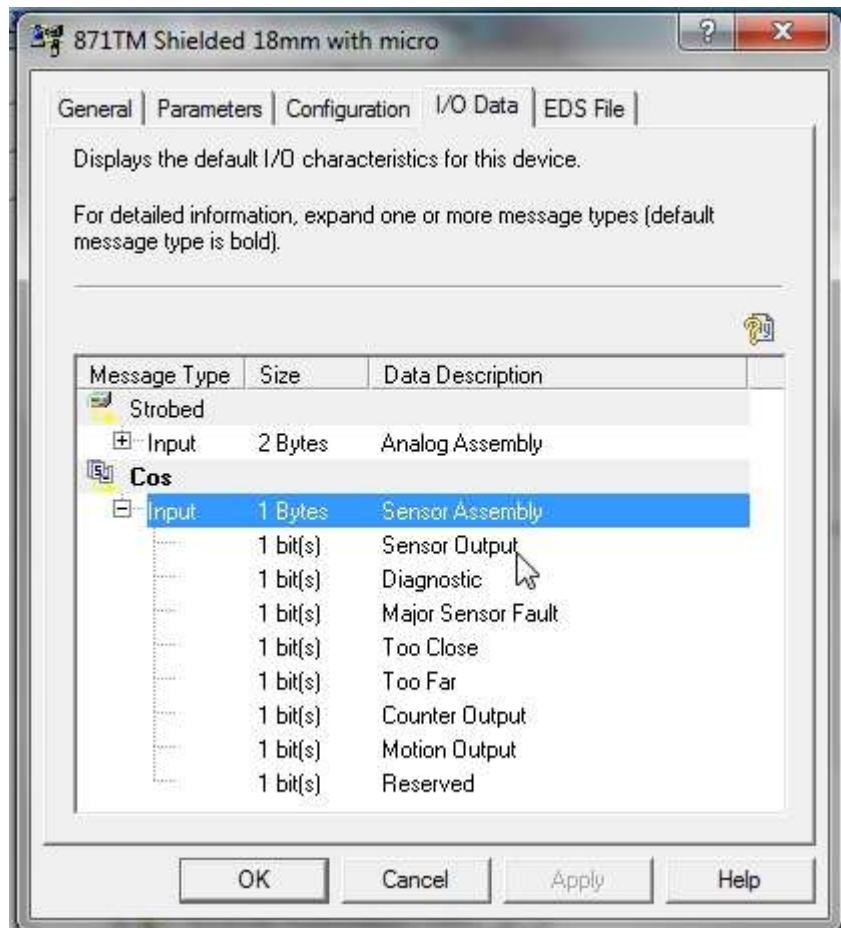 871TM Shielded 18mm with micro
General Parameters Configuration I/O Data EDS File
Displays the default I/O characteristics for this device.
For detailed information, expand one or more message types (default
message type is bold).
Message Type Size Data Description
Strobed
Input 2 Bytes Analog Assembly
Cos
Input 1 Bytes Sensor Assembly
1 bit(s) Sensor Output
1 bit(s) Diagnostic
1 bit(s) Major Sensor Fault
1 bit(s) Too Close
1 bit(s) Too Far
1 bit(s) Counter Output
1 bit(s) Motion Output
1 bit(s) Reserved
OK Cancel Apply Help